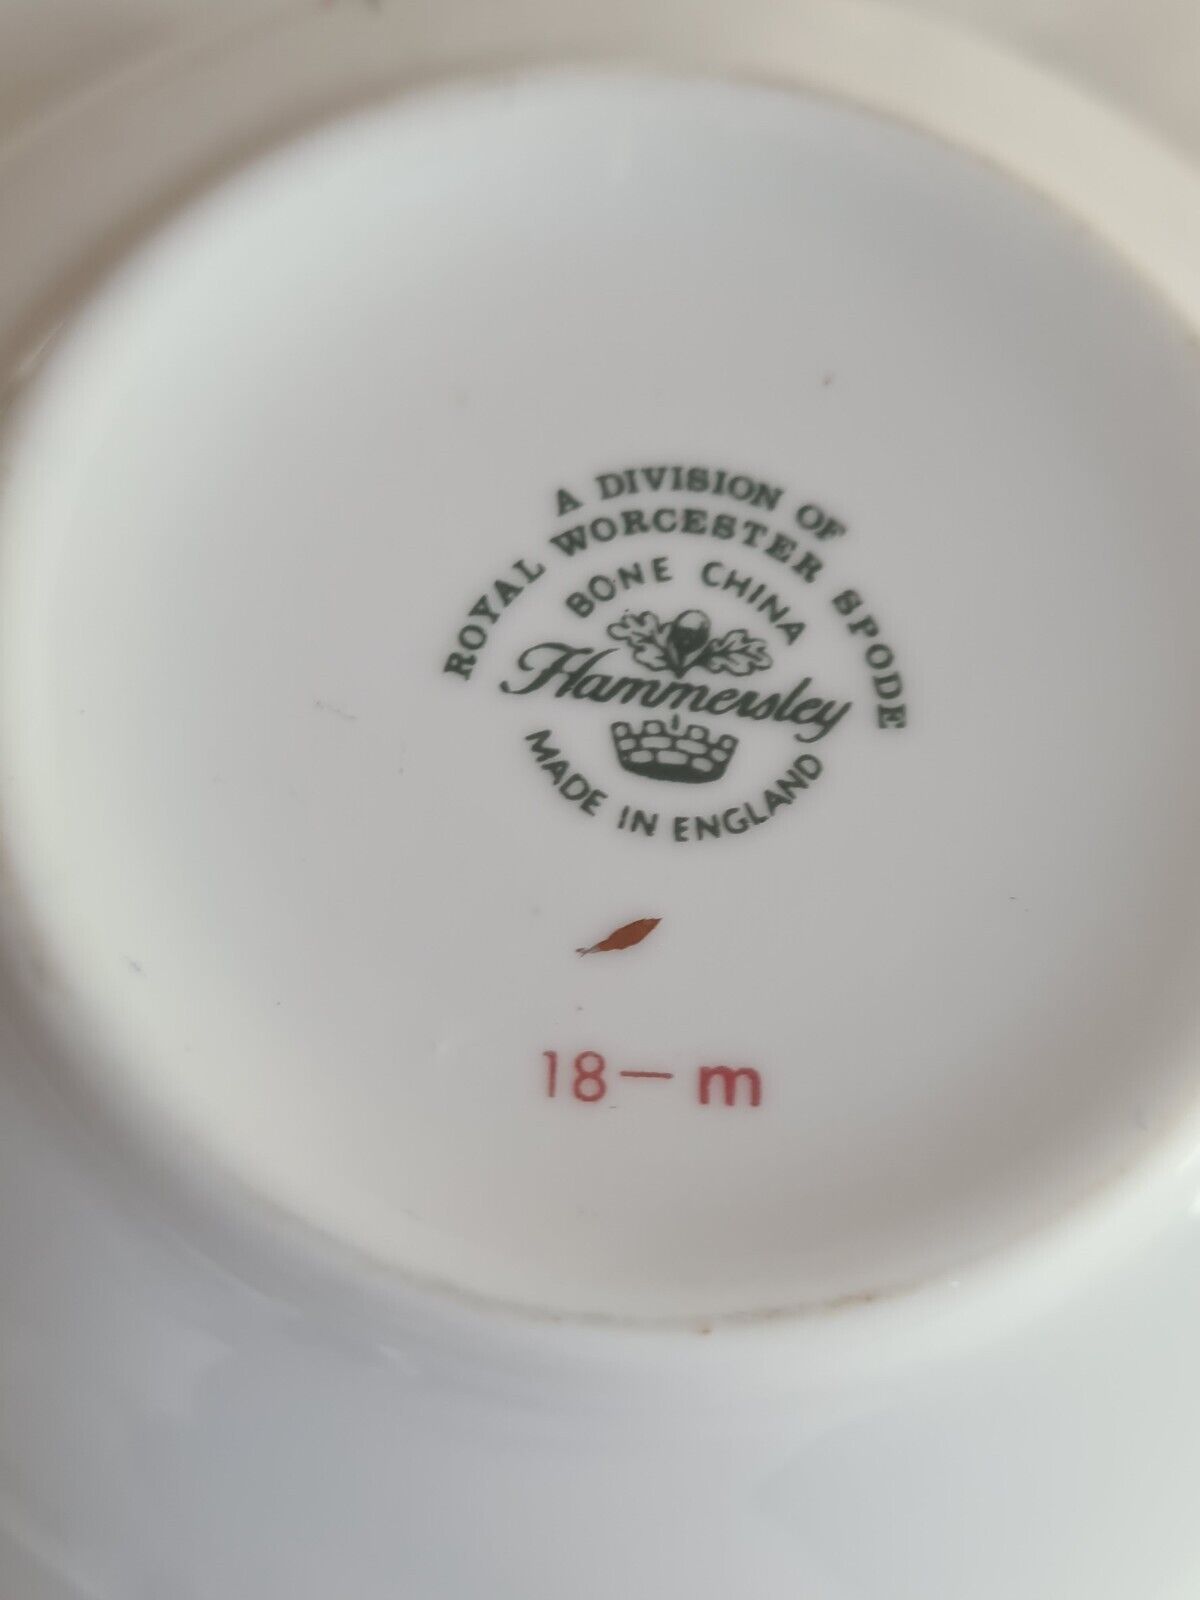 A DIVISION OF
ROYAL WORCESTER SPODE
BONE CHINA
Hammersley
MADE IN ENGLAND
18 — m